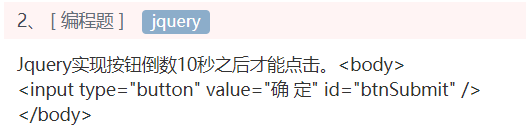 2、 [ 编程题 ] jquery
Jquery实现按钮倒数10秒之后才能点击。<body>
<input type="button" value="确 定" id="btnSubmit" />
</body>